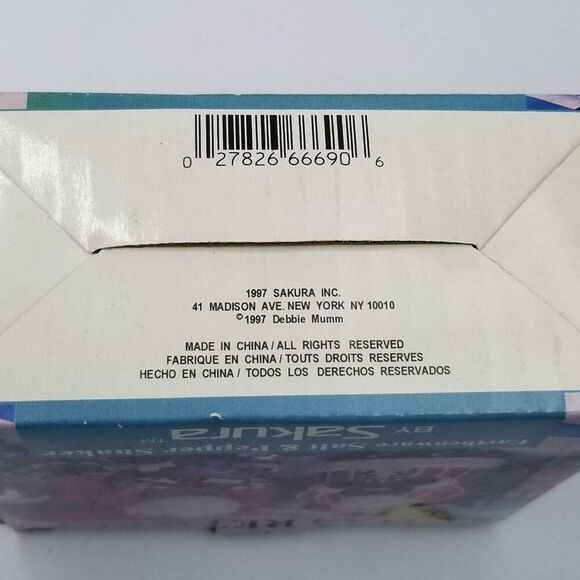 0 27826 66690 6
1997 SAKURA INC.
41 MADISON AVE. NEW YORK NY 10010
© 1997 Debbie Mumm
MADE IN CHINA / ALL RIGHTS RESERVED
FABRIQUE EN CHINA / TOUTS DROITS RESERVES
HECHO EN CHINA / TODOS LOS DERECHOS RESERVADOS
BY Sakura™
Earthenware Salt & Pepper Shaker